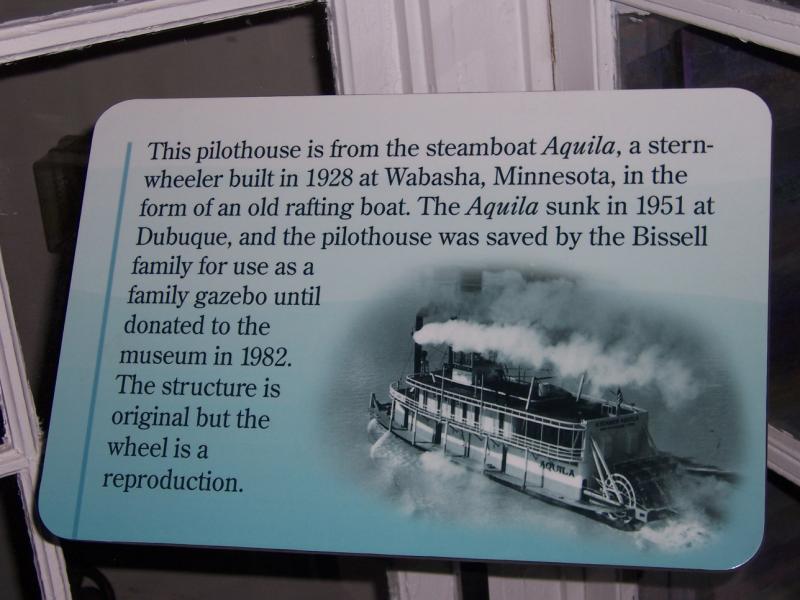 This pilothouse is from the steamboat Aquila, a stern-
wheeler built in 1928 at Wabasha, Minnesota, in the
form of an old rafting boat. The Aquila sunk in 1951 at
Dubuque, and the pilothouse was saved by the Bissell
family for use as a
family gazebo until
donated to the
museum in 1982.
The structure is
original but the
wheel is a
reproduction.
AQUILA